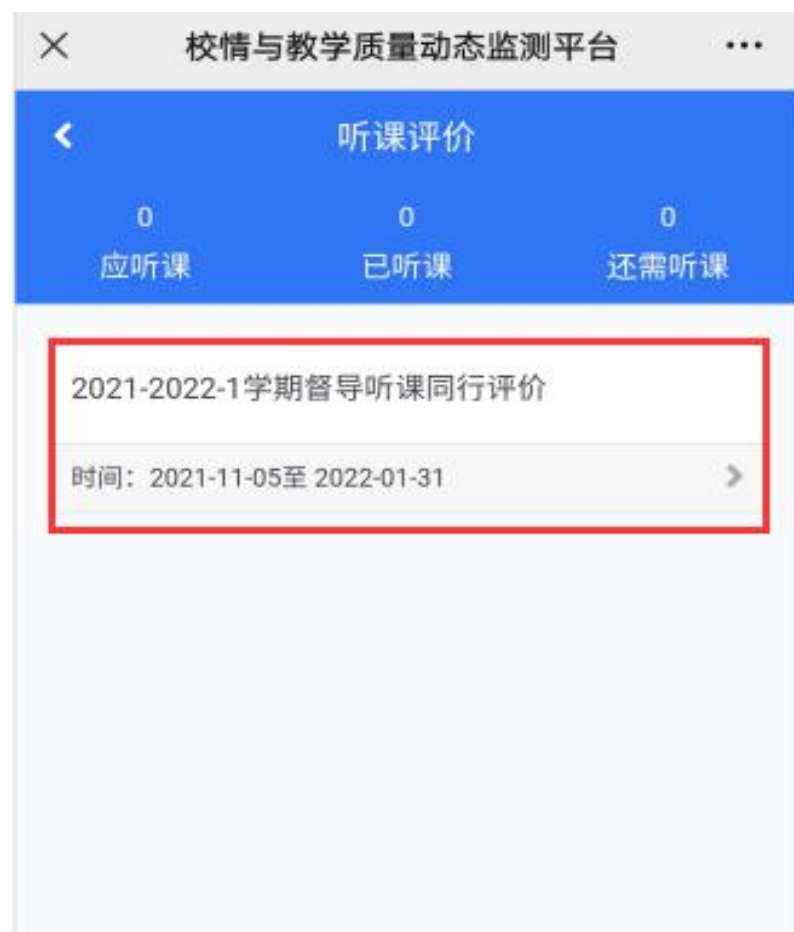 校情与教学质量动态监测平台
听课评价
0 0 0
应听课 已听课 还需听课
2021-2022-1学期督导听课同行评价
时间：2021-11-05至 2022-01-31